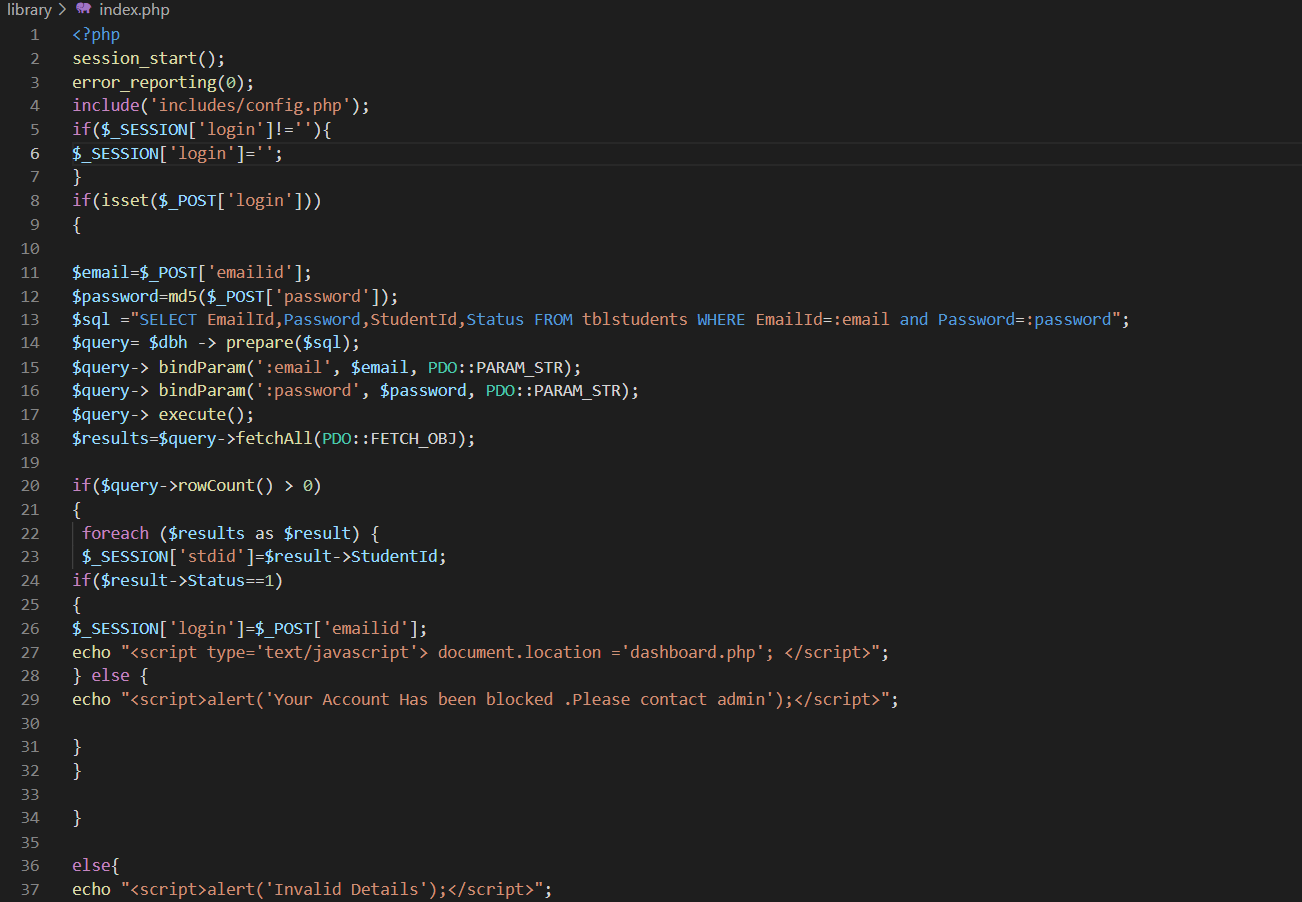 library > index.php
1 <?php
2 session_start();
3 error_reporting(0);
4 include('includes/config.php');
5 if($_SESSION['login']!=''){
6 $_SESSION['login']='';
7 }
8 if(isset($_POST['login']))
9 {
10
11 $email=$_POST['emailid'];
12 $password=md5($_POST['password']);
13 $sql ="SELECT EmailId,Password,StudentId,Status FROM tblstudents WHERE EmailId=:email and Password=:password";
14 $query= $dbh -> prepare($sql);
15 $query-> bindParam(':email', $email, PDO::PARAM_STR);
16 $query-> bindParam(':password', $password, PDO::PARAM_STR);
17 $query-> execute();
18 $results=$query->fetchAll(PDO::FETCH_OBJ);
19
20 if($query->rowCount() > 0)
21 {
22  foreach ($results as $result) {
23  $_SESSION['stdid']=$result->StudentId;
24 if($result->Status==1)
25 {
26 $_SESSION['login']=$_POST['emailid'];
27 echo "<script type='text/javascript'> document.location ='dashboard.php'; </script>";
28 } else {
29 echo "<script>alert('Your Account Has been blocked .Please contact admin');</script>";
30
31 }
32 }
33
34 }
35
36 else{
37 echo "<script>alert('Invalid Details');</script>";